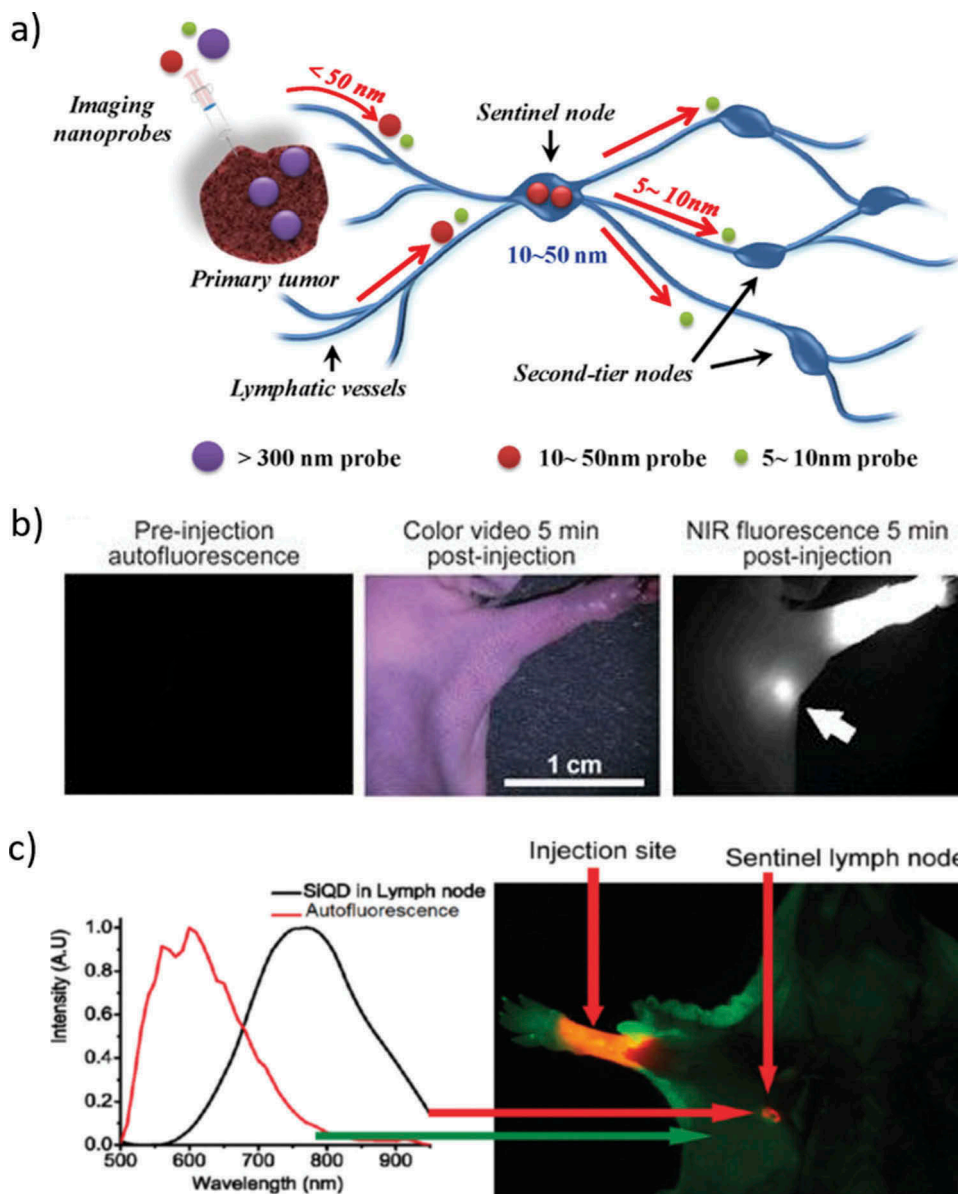 a)
Imaging
nanoprobes
< 50 nm
Sentinel node
5~ 10nm
10~50 nm
Primary tumor
Lymphatic vessels
Second-tier nodes
> 300 nm probe
10~ 50nm probe
5~ 10nm probe
b)
Pre-injection
autofluorescence
Color video 5 min
post-injection
NIR fluorescence 5 min
post-injection
1 cm
c)
Injection site
Sentinel lymph node
SiQD in Lymph node
Autofluorescence
Intensity (A.U)
1.0
0.8
0.6
0.4
0.2
0.0
500
600
700
800
900
Wavelength (nm)